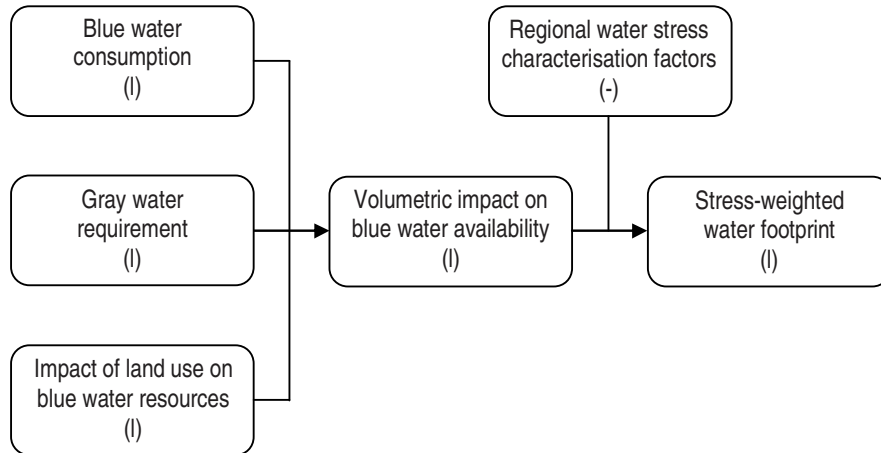 Blue water
consumption
(l)
Regional water stress
characterisation factors
(-)
Gray water
requirement
(l)
Volumetric impact on
blue water availability
(l)
Stress-weighted
water footprint
(l)
Impact of land use on
blue water resources
(l)